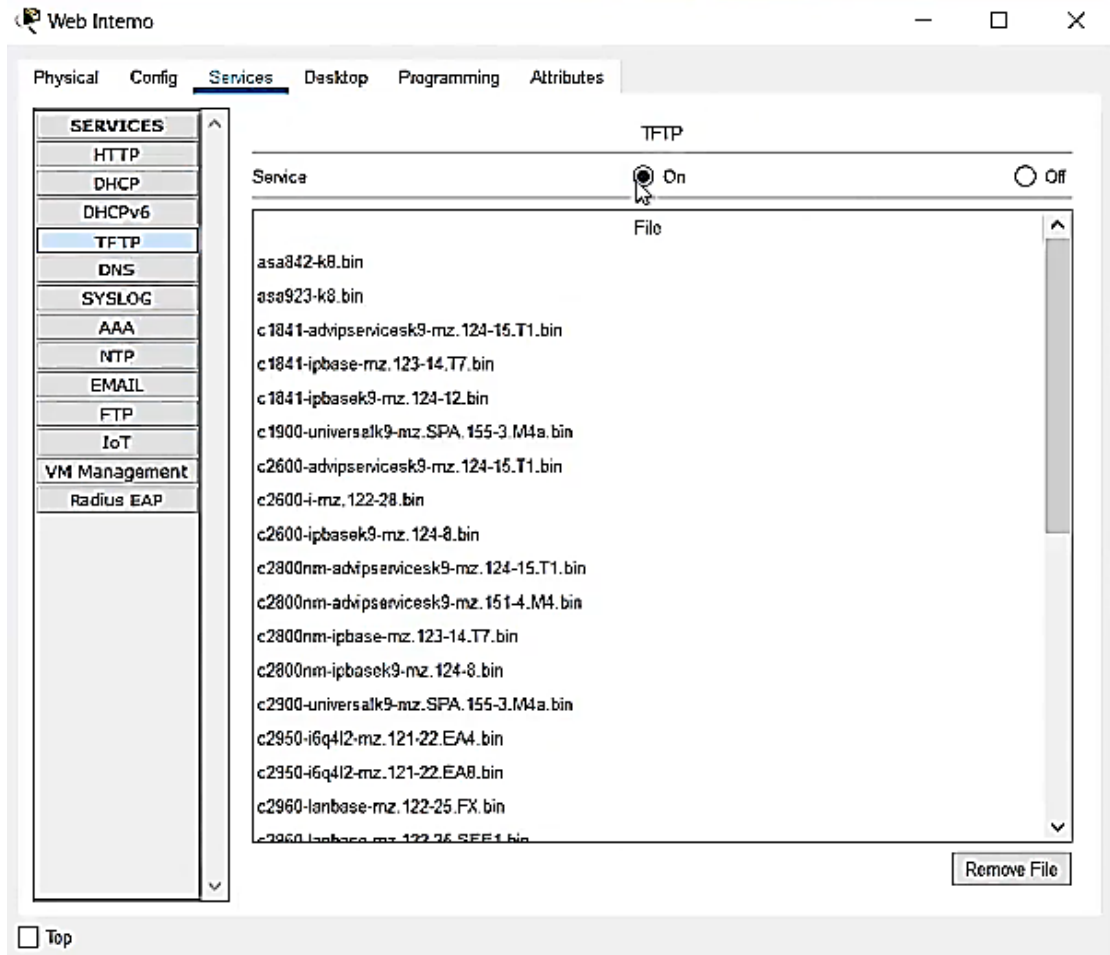 Web Interno
Physical Config Services Desktop Programming Attributes
SERVICES
HTTP
DHCP
DHCPv6
TFTP
DNS
SYSLOG
AAA
NTP
EMAIL
FTP
IoT
VM Management
Radius EAP
TFTP
Service On Off
File
asa842-k8.bin
asa923-k8.bin
c1841-advipservicesk9-mz.124-15.T1.bin
c1841-ipbase-mz.123-14.T7.bin
c1841-ipbasek9-mz.124-12.bin
c1900-universalk9-mz.SPA.155-3.M4a.bin
c2600-advipservicesk9-mz.124-15.T1.bin
c2600-i-mz.122-28.bin
c2600-ipbasek9-mz.124-8.bin
c2800nm-advipservicesk9-mz.124-15.T1.bin
c2800nm-advipservicesk9-mz.151-4.M4.bin
c2800nm-ipbase-mz.123-14.T7.bin
c2800nm-ipbasek9-mz.124-8.bin
c2900-universalk9-mz.SPA.155-3.M4a.bin
c2950-i6q4l2-mz.121-22.EA4.bin
c2950-i6q4l2-mz.121-22.EA8.bin
c2960-lanbase-mz.122-25.FX.bin
c2960-lanbase-mz.122-25.SEE1.bin
Remove File
Top